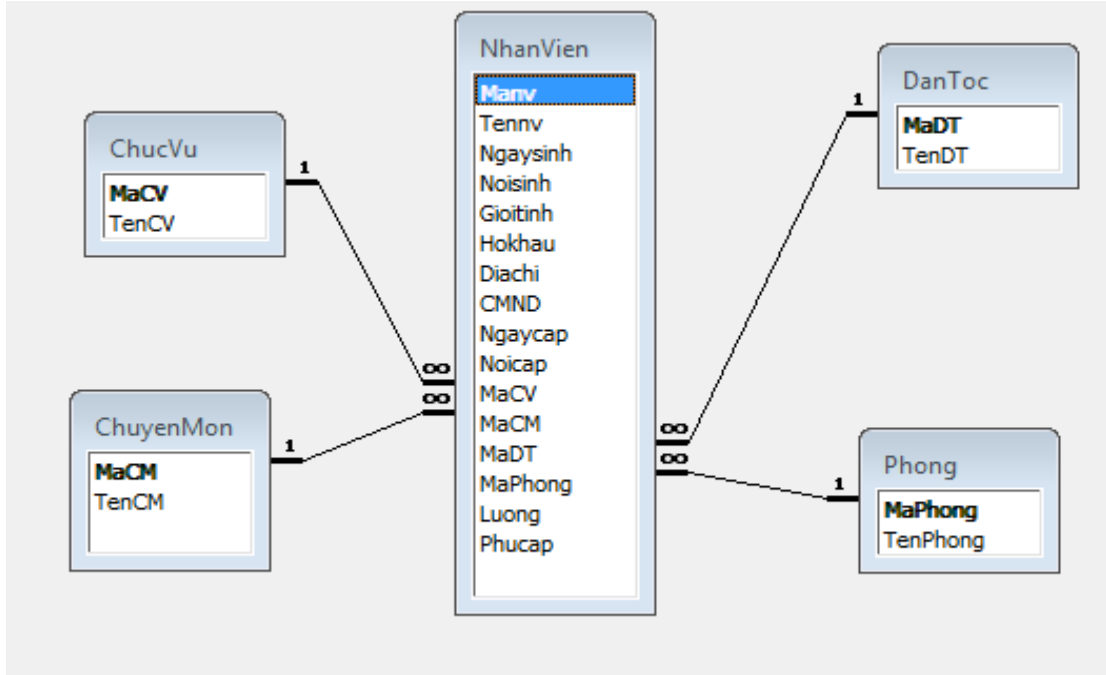 ChucVu
MaCV
TenCV
1
ChuyenMon
MaCM
TenCM
1
NhanVien
Manv
Tennv
Ngaysinh
Noisinh
Gioitinh
Hokhau
Diachi
CMND
Ngaycap
Noicap
MaCV
MaCM
MaDT
MaPhong
Luong
Phucap
∞
∞
∞
∞
DanToc
MaDT
TenDT
1
Phong
MaPhong
TenPhong
1